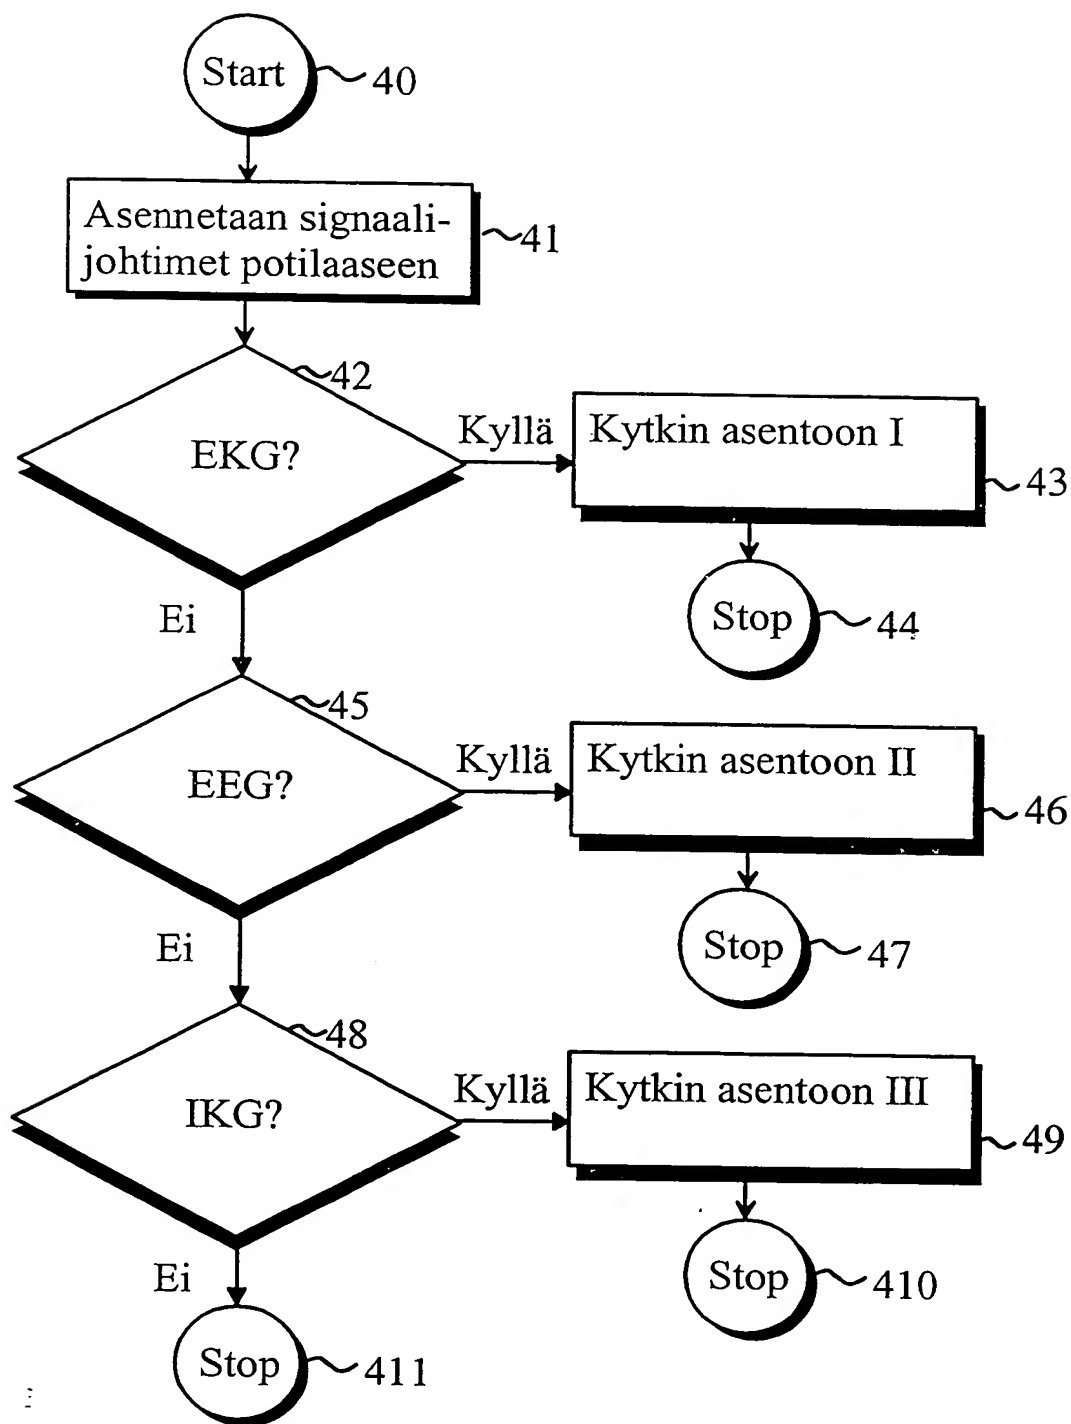 Start
40
Asennetaan signaali-
johtimet potilaaseen
41
42
EKG?
Kyllä
Kytkin asentoon I
43
Stop
44
Ei
45
EEG?
Kyllä
Kytkin asentoon II
46
Stop
47
Ei
48
IKG?
Kyllä
Kytkin asentoon III
49
Stop
410
Ei
Stop
411